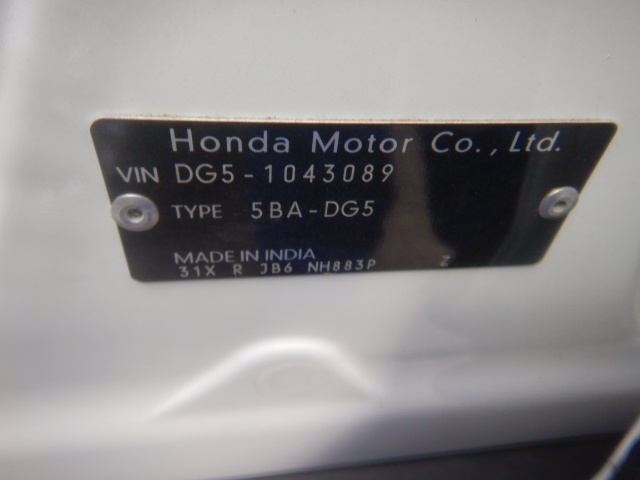 Honda Motor Co., Ltd.
VIN DG5-1043089
TYPE 5BA-DG5
MADE IN INDIA
31X R JB6 NH883P Z